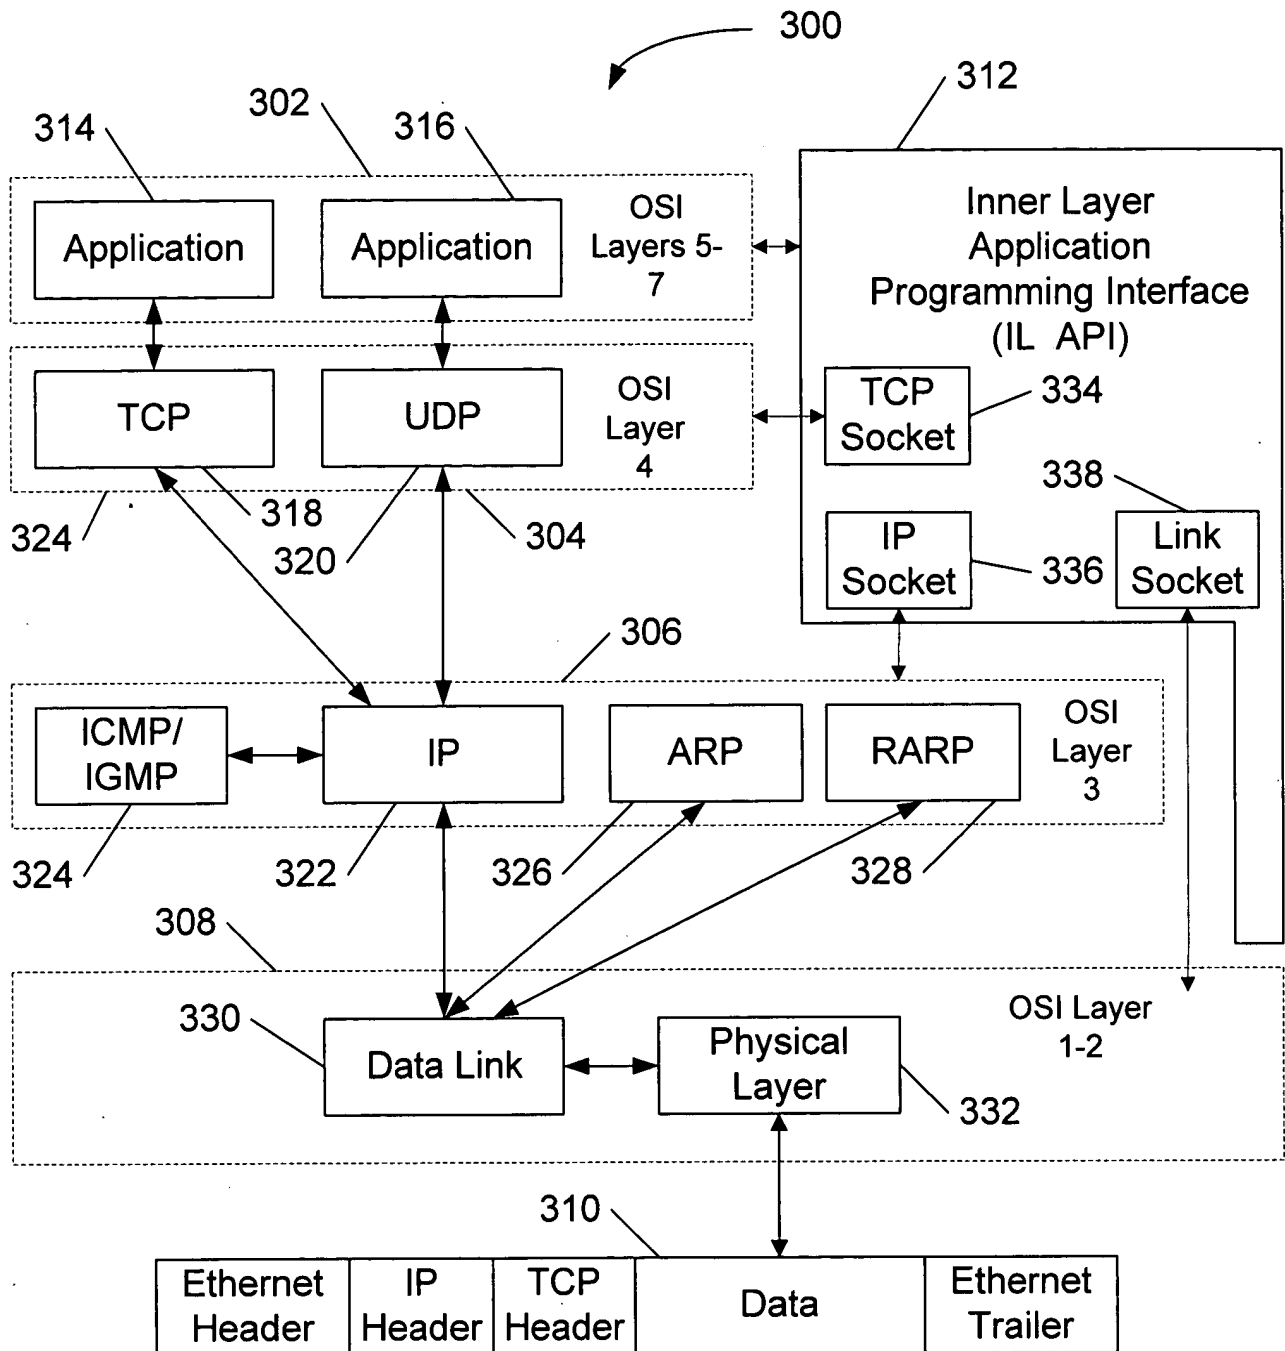 300
312
302
314
316
Application
Application
OSI
Layers 5-
7
Inner Layer
Application
Programming Interface
(IL API)
TCP
UDP
OSI
Layer
4
TCP
Socket
334
338
324
318
320
304
IP
Socket
336
Link
Socket
306
ICMP/
IGMP
IP
ARP
RARP
OSI
Layer
3
324
322
326
328
308
330
Data Link
Physical
Layer
OSI Layer
1-2
332
310
Ethernet
Header
IP
Header
TCP
Header
Data
Ethernet
Trailer